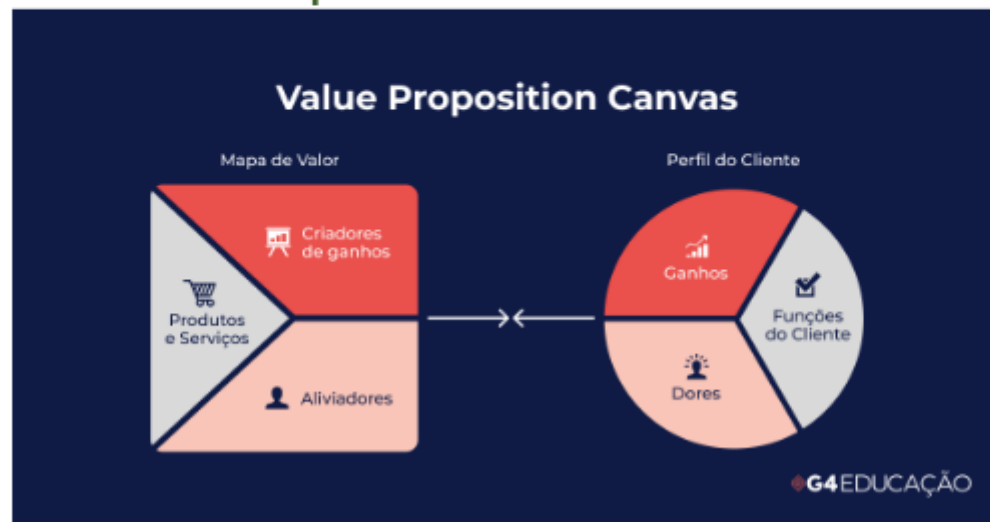 Value Proposition Canvas
Mapa de Valor
Criadores
de ganhos
Produtos
e Serviços
Aliviadores
Perfil do Cliente
Ganhos
Funções
do Cliente
Dores
G4EDUCAÇÃO